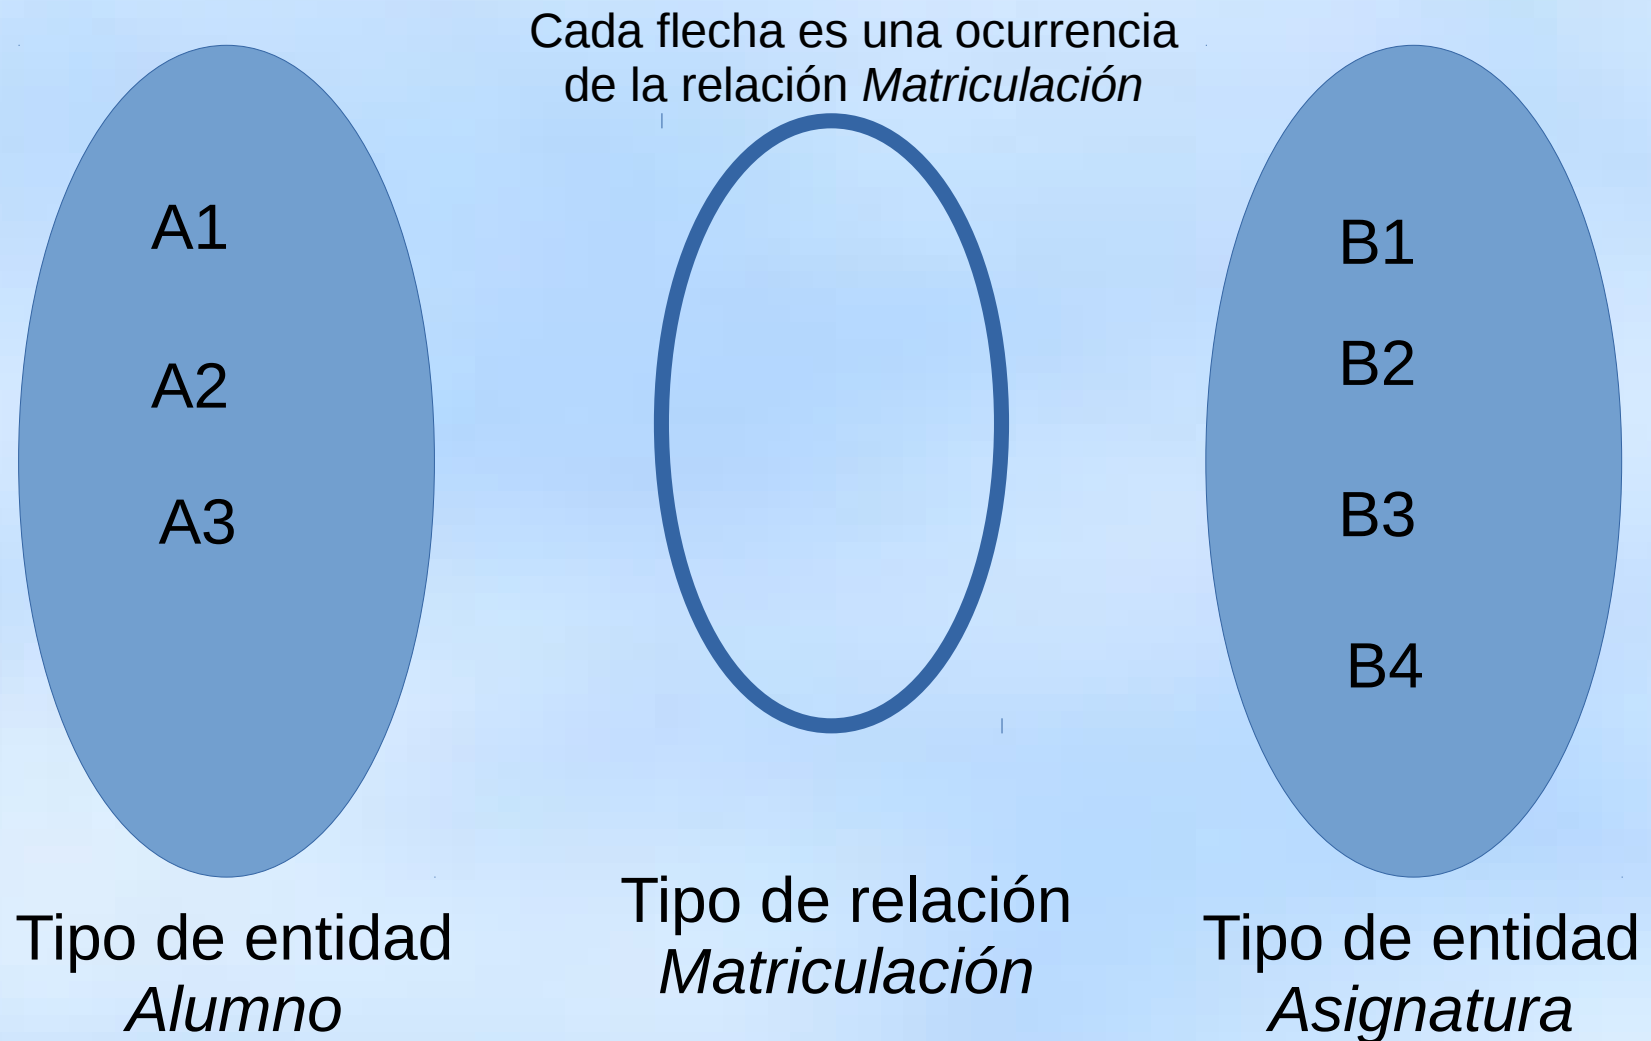 Cada flecha es una ocurrencia
de la relación Matriculación
A1
A2
A3
B1
B2
B3
B4
Tipo de entidad
Alumno
Tipo de relación
Matriculación
Tipo de entidad
Asignatura